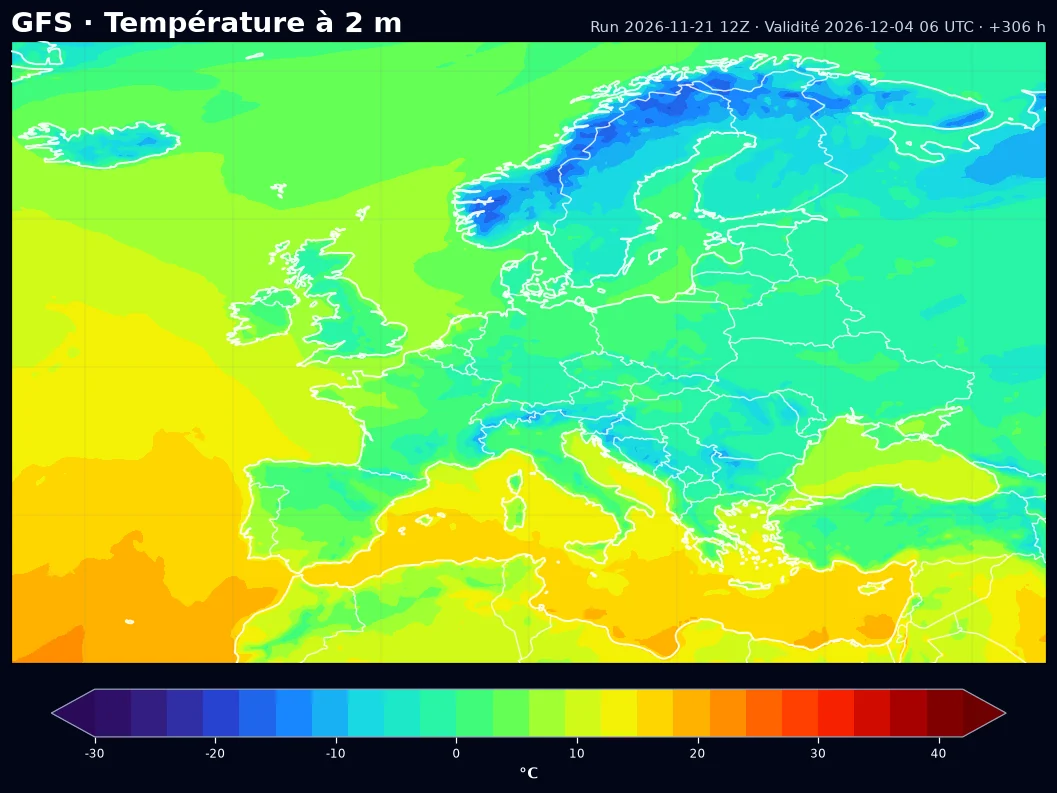 GFS · Température à 2 m
Run 2026-11-21 12Z · Validité 2026-12-04 06 UTC · +306 h
-30 -20 -10 0 10 20 30 40
°C